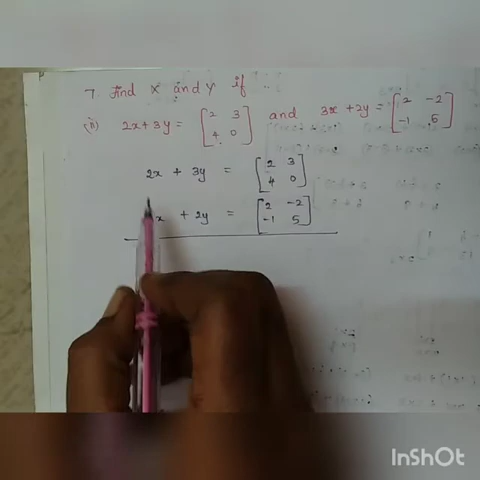 7. Find X and Y if
(ii) 2x + 3y = [2 3 and 3x + 2y = [2 -2
4 0] -1 5]
2x + 3y = [2 3
4 0]
x + 2y = [2 -2
-1 5]
InShOt